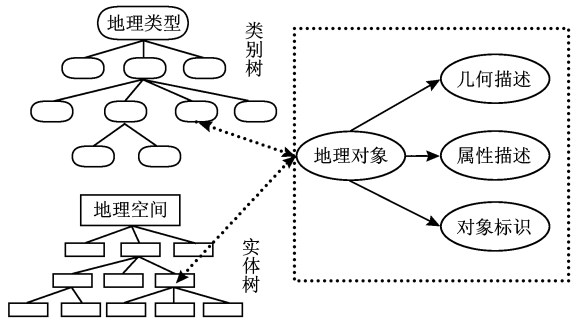 地理类型
类别树
几何描述
地理对象
属性描述
对象标识
地理空间
实体树